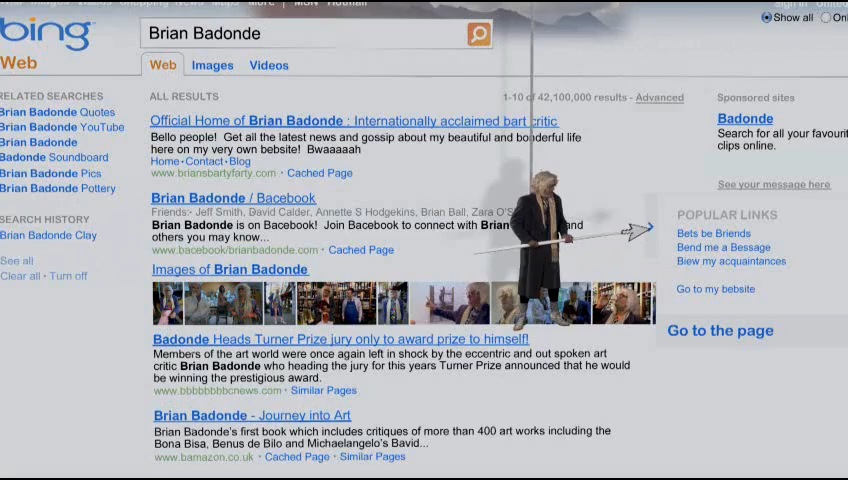 Shopping News Maps More | MSN Hotmail
Sign in
bing
Brian Badonde
Show all
Web
Web Images Videos
RELATED SEARCHES
Brian Badonde Quotes
Brian Badonde YouTube
Brian Badonde
Badonde Soundboard
Brian Badonde Pics
Brian Badonde Pottery
SEARCH HISTORY
Brian Badonde Clay
See all
Clear all • Turn off
ALL RESULTS
1-10 of 42,100,000 results - Advanced
Official Home of Brian Badonde : Internationally acclaimed bart critic
Bello people! Get all the latest news and gossip about my beautiful and bonderful life
here on my very own bebsite! Bwaaaaah
Home • Contact • Blog
www.briansbartyfarty.com • Cached Page
Brian Badonde / Bacebook
Friends:- Jeff Smith, David Calder, Annette S Hodgekins, Brian Ball, Zara
Brian Badonde is on Bacebook! Join Bacebook to connect with Brian and
others you may know...
www.bacebook/brianbadonde.com • Cached Page
Images of Brian Badonde
Badonde Heads Turner Prize jury only to award prize to himself!
Members of the art world were once again left in shock by the eccentric and out spoken art
critic Brian Badonde who heading the jury for this years Turner Prize announced that he would
be winning the prestigious award.
www.bbbbbbbbcnews.com • Similar Pages
Brian Badonde - Journey into Art
Brian Badonde's first book which includes critiques of more than 400 art works including the
Bona Bisa, Benus de Bilo and Michaelangelo's Bavid...
www.bamazon.co.uk • Cached Page • Similar Pages
Sponsored sites
Badonde
Search for all your favourit
clips online.
See your message here
POPULAR LINKS
Bets be Briends
Bend me a Bessage
Biew my acquaintances
Go to my bebsite
Go to the page